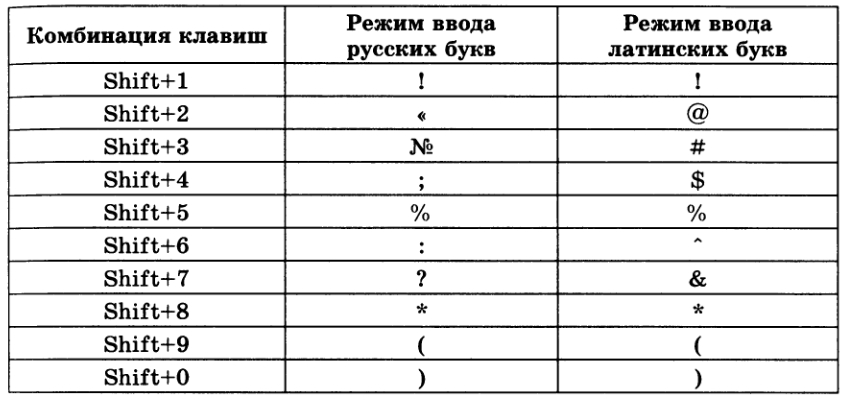 Комбинация клавиш Режим ввода русских букв Режим ввода латинских букв
Shift+1 ! !
Shift+2 « @
Shift+3 № #
Shift+4 ; $
Shift+5 % %
Shift+6 : ^
Shift+7 ? &
Shift+8 * *
Shift+9 ( (
Shift+0 ) )